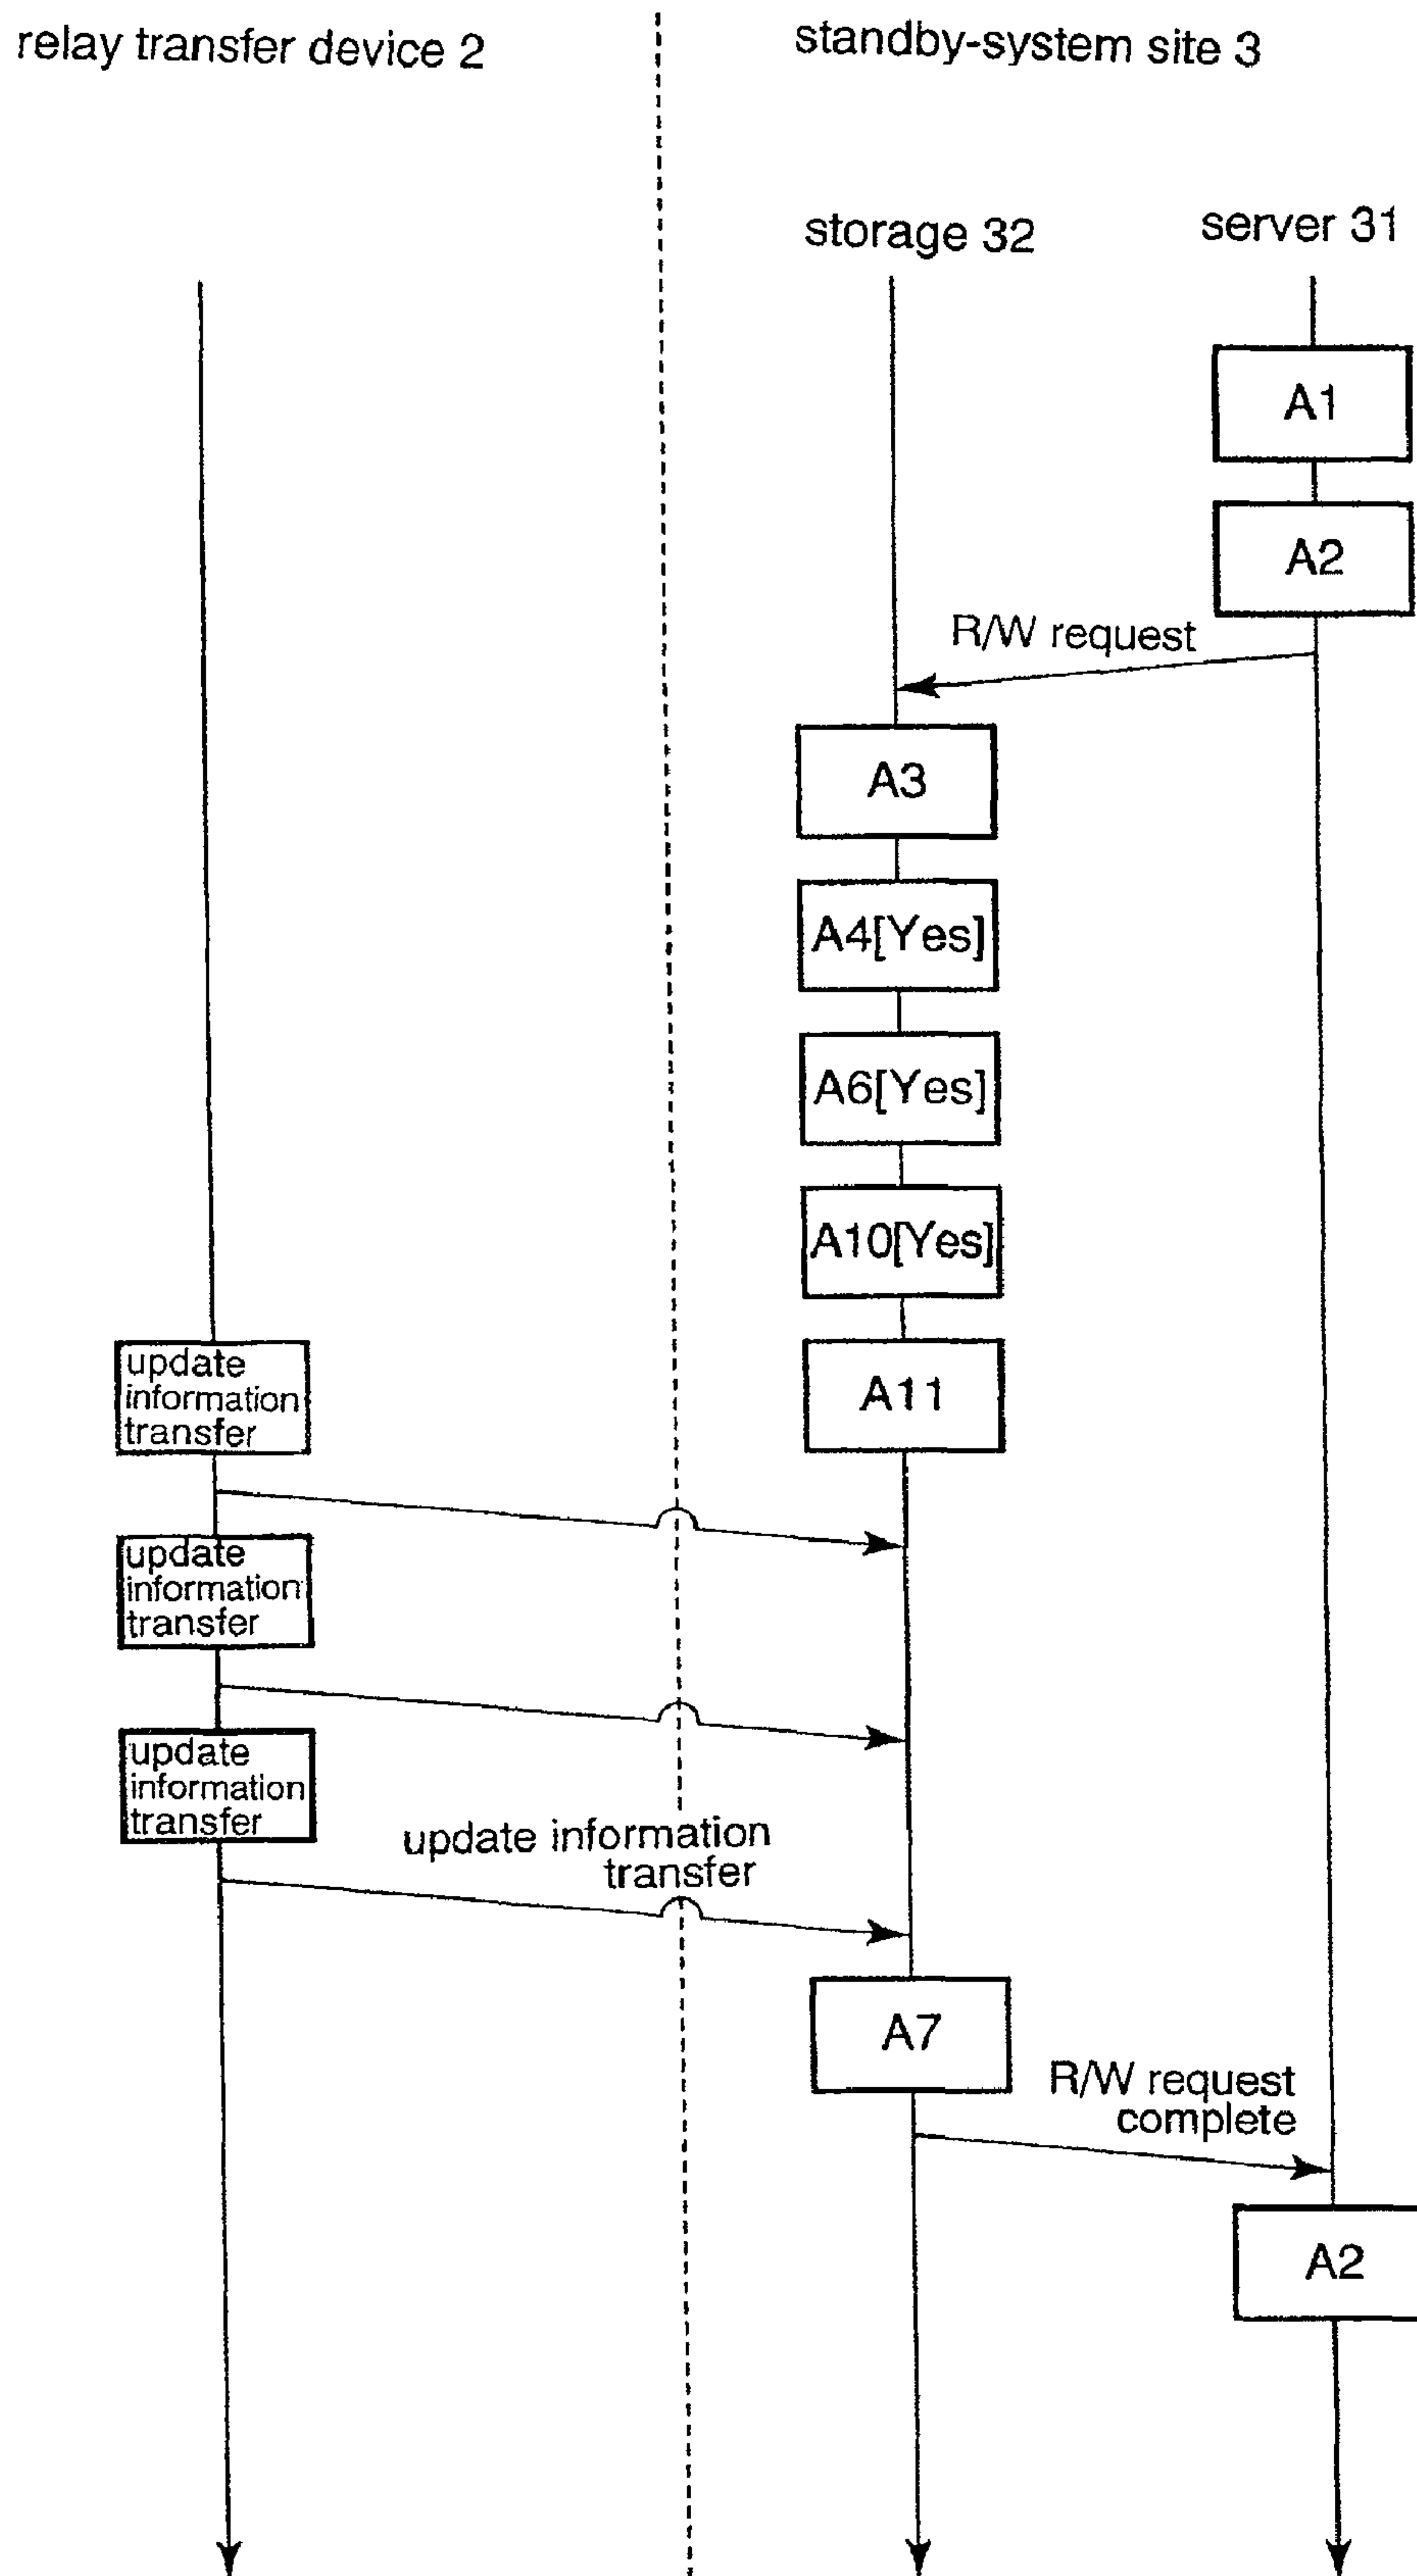 relay transfer device 2
standby-system site 3
storage 32
server 31
A1
A2
R/W request
A3
A4[Yes]
A6[Yes]
A10[Yes]
A11
update
information
transfer
update
information
transfer
update
information
transfer
update information
transfer
A7
R/W request
complete
A2